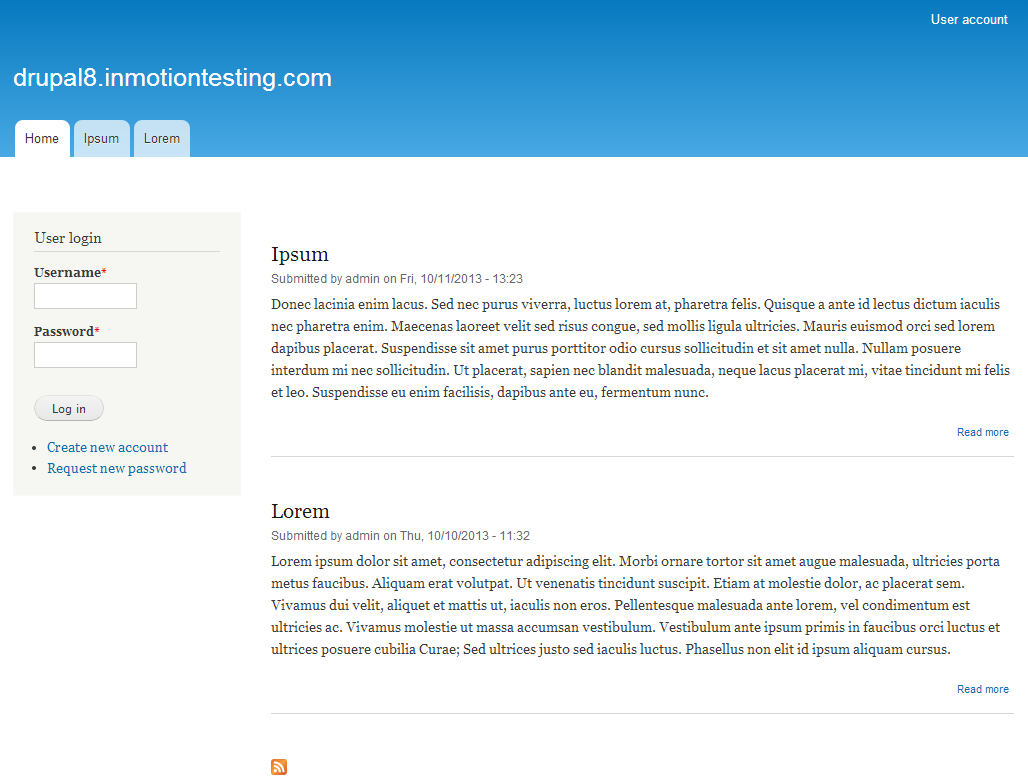 User account
drupal8.inmotiontesting.com
Home
Ipsum
Lorem
User login
Username*
Password*
Log in
Create new account
Request new password
Ipsum
Submitted by admin on Fri, 10/11/2013 - 13:23
Donec lacinia enim lacus. Sed nec purus viverra, luctus lorem at, pharetra felis. Quisque a ante id lectus dictum iaculis
nec pharetra enim. Maecenas laoreet velit sed risus congue, sed mollis ligula ultricies. Mauris euismod orci sed lorem
dapibus placerat. Suspendisse sit amet purus porttitor odio cursus sollicitudin et sit amet nulla. Nullam posuere
interdum mi nec sollicitudin. Ut placerat, sapien nec blandit malesuada, neque lacus placerat mi, vitae tincidunt mi felis
et leo. Suspendisse eu enim facilisis, dapibus ante eu, fermentum nunc.
Read more
Lorem
Submitted by admin on Thu, 10/10/2013 - 11:32
Lorem ipsum dolor sit amet, consectetur adipiscing elit. Morbi ornare tortor sit amet augue malesuada, ultricies porta
metus faucibus. Aliquam erat volutpat. Ut venenatis tincidunt suscipit. Etiam at molestie dolor, ac placerat sem.
Vivamus dui velit, aliquet et mattis ut, iaculis non eros. Pellentesque malesuada ante lorem, vel condimentum est
ultricies ac. Vivamus molestie ut massa accumsan vestibulum. Vestibulum ante ipsum primis in faucibus orci luctus et
ultrices posuere cubilia Curae; Sed ultrices justo sed iaculis luctus. Phasellus non elit id ipsum aliquam cursus.
Read more